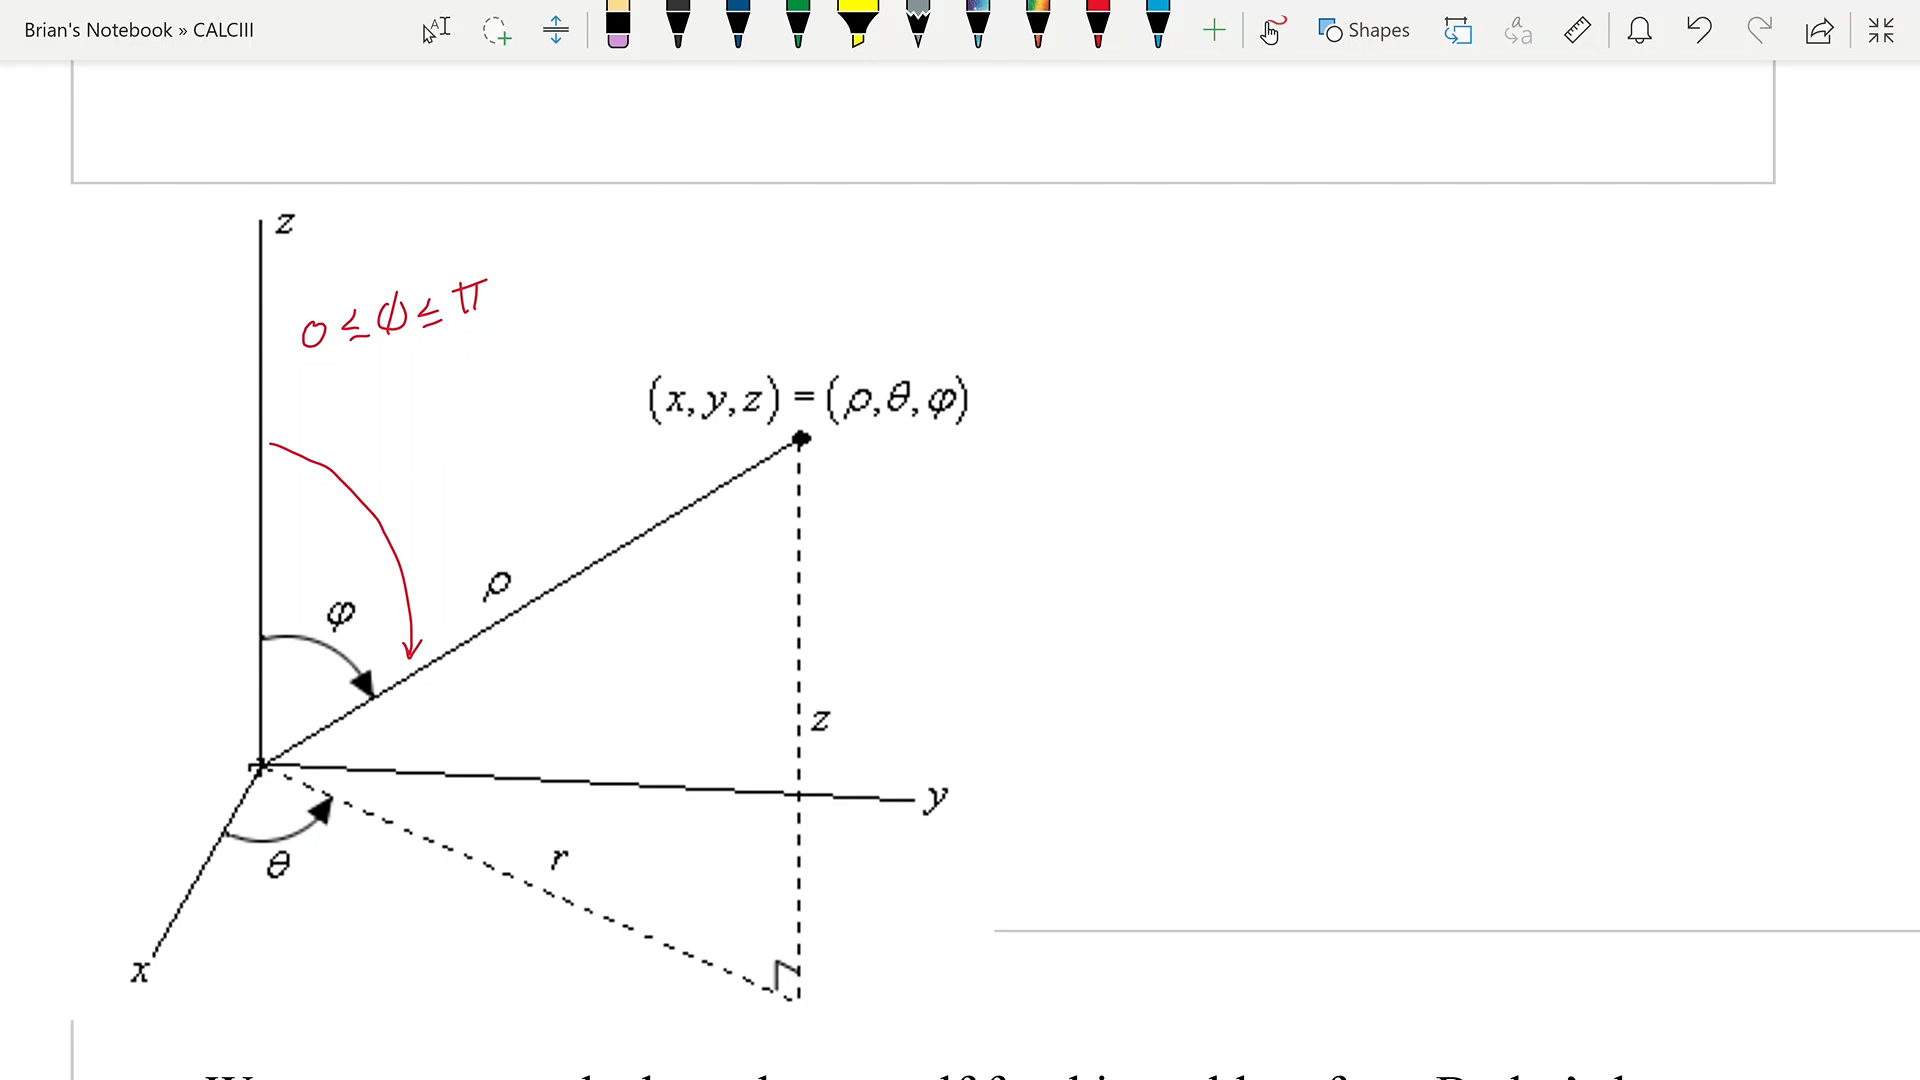 Brian's Notebook » CALCIII
Shapes
z
0 ≤ ϕ ≤ π
(x, y, z) = (ρ, θ, φ)
ρ
φ
z
y
r
θ
x